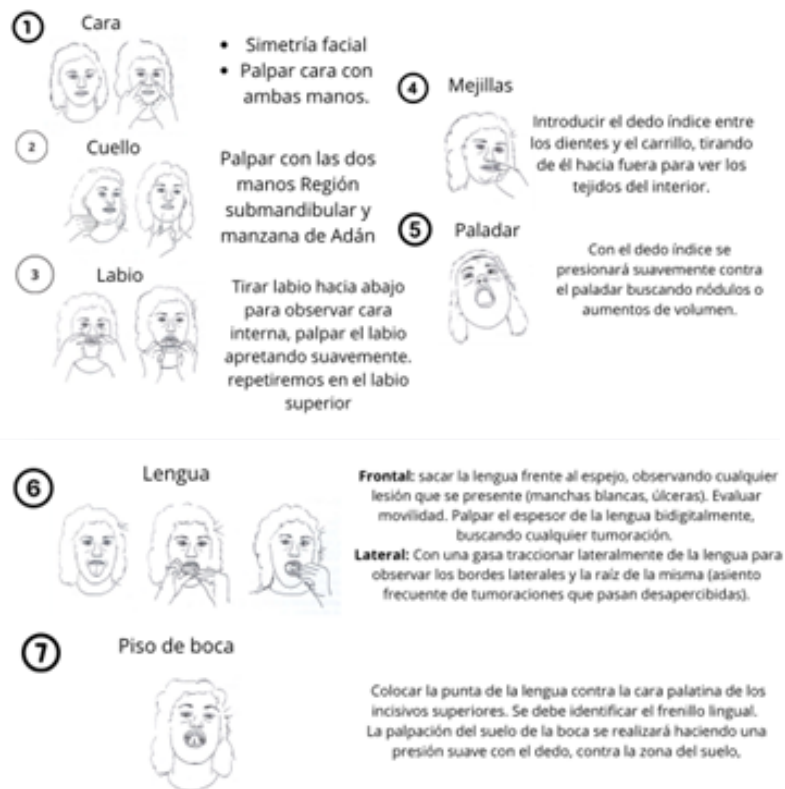 1
Cara
• Simetría facial
• Palpar cara con
ambas manos.
2
Cuello
Palpar con las dos
manos Región
submandibular y
manzana de Adán
3
Labio
Tirar labio hacia abajo
para observar cara
interna, palpar el labio
apretando suavemente.
repetiremos en el labio
superior
4
Mejillas
Introducir el dedo índice entre
los dientes y el carrillo, tirando
de él hacia fuera para ver los
tejidos del interior.
5
Paladar
Con el dedo índice se
presionará suavemente contra
el paladar buscando nódulos o
aumentos de volumen.
6
Lengua
Frontal: sacar la lengua frente al espejo, observando cualquier
lesión que se presente (manchas blancas, úlceras). Evaluar
movilidad. Palpar el espesor de la lengua bidigitalmente,
buscando cualquier tumoración.
Lateral: Con una gasa traccionar lateralmente de la lengua para
observar los bordes laterales y la raíz de la misma (asiento
frecuente de tumoraciones que pasan desapercibidas).
7
Piso de boca
Colocar la punta de la lengua contra la cara palatina de los
incisivos superiores. Se debe identificar el frenillo lingual.
La palpación del suelo de la boca se realizará haciendo una
presión suave con el dedo, contra la zona del suelo,